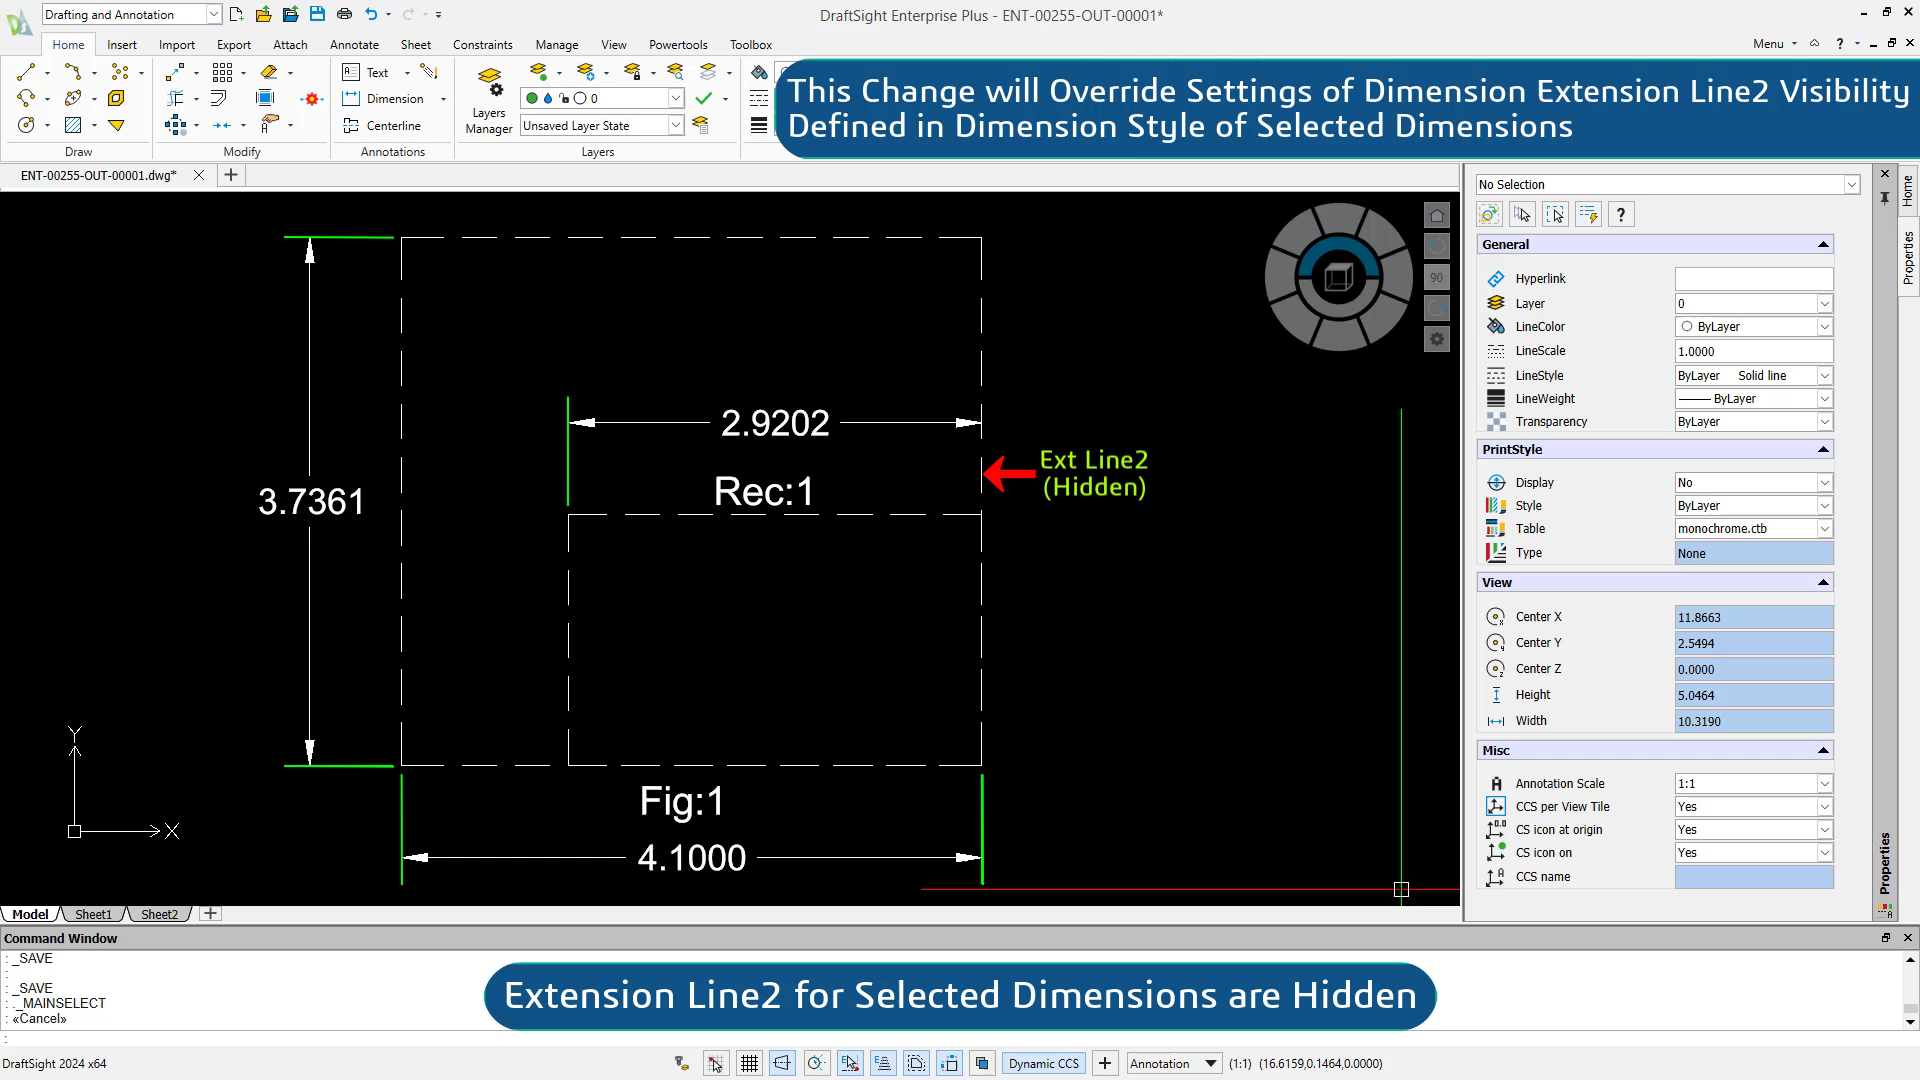 Drafting and Annotation
DraftSight Enterprise Plus - ENT-00255-OUT-00001*
Home
Insert
Import
Export
Attach
Annotate
Sheet
Constraints
Manage
View
Powertools
Toolbox
Menu
?
Text
Dimension
Centerline
Layers
Manager
0
Unsaved Layer State
Draw
Modify
Annotations
Layers
This Change will Override Settings of Dimension Extension Line2 Visibility
Defined in Dimension Style of Selected Dimensions
ENT-00255-OUT-00001.dwg*
3.7361
2.9202
Rec:1
Ext Line2
(Hidden)
Fig:1
4.1000
Y
X
90
No Selection
?
General
Hyperlink
Layer 0
LineColor ByLayer
LineScale 1.0000
LineStyle ByLayer Solid line
LineWeight ByLayer
Transparency ByLayer
PrintStyle
Display No
Style ByLayer
Table monochrome.ctb
Type None
View
Center X 11.8663
Center Y 2.5494
Center Z 0.0000
Height 5.0464
Width 10.3190
Misc
Annotation Scale 1:1
CCS per View Tile Yes
CS icon at origin Yes
CS icon on Yes
CCS name
Home
Properties
Properties
Model
Sheet1
Sheet2
Command Window
: _SAVE
:
: _SAVE
: ._MAINSELECT
: «Cancel»
:
Extension Line2 for Selected Dimensions are Hidden
DraftSight 2024 x64
Dynamic CCS
Annotation
(1:1)
(16.6159,0.1464,0.0000)